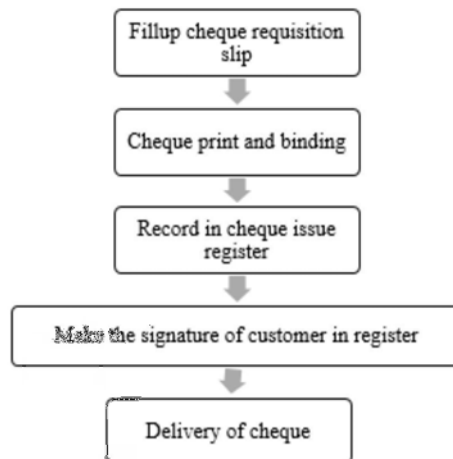 Fillup cheque requisition
slip
Cheque print and binding
Record in cheque issue
register
Make the signature of customer in register
Delivery of cheque